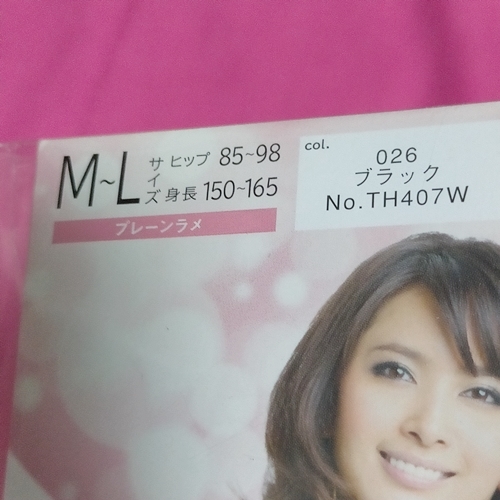 M~L サイズ ヒップ 85~98
身長 150~165
プレーンラメ
col.
026
ブラック
No.TH407W